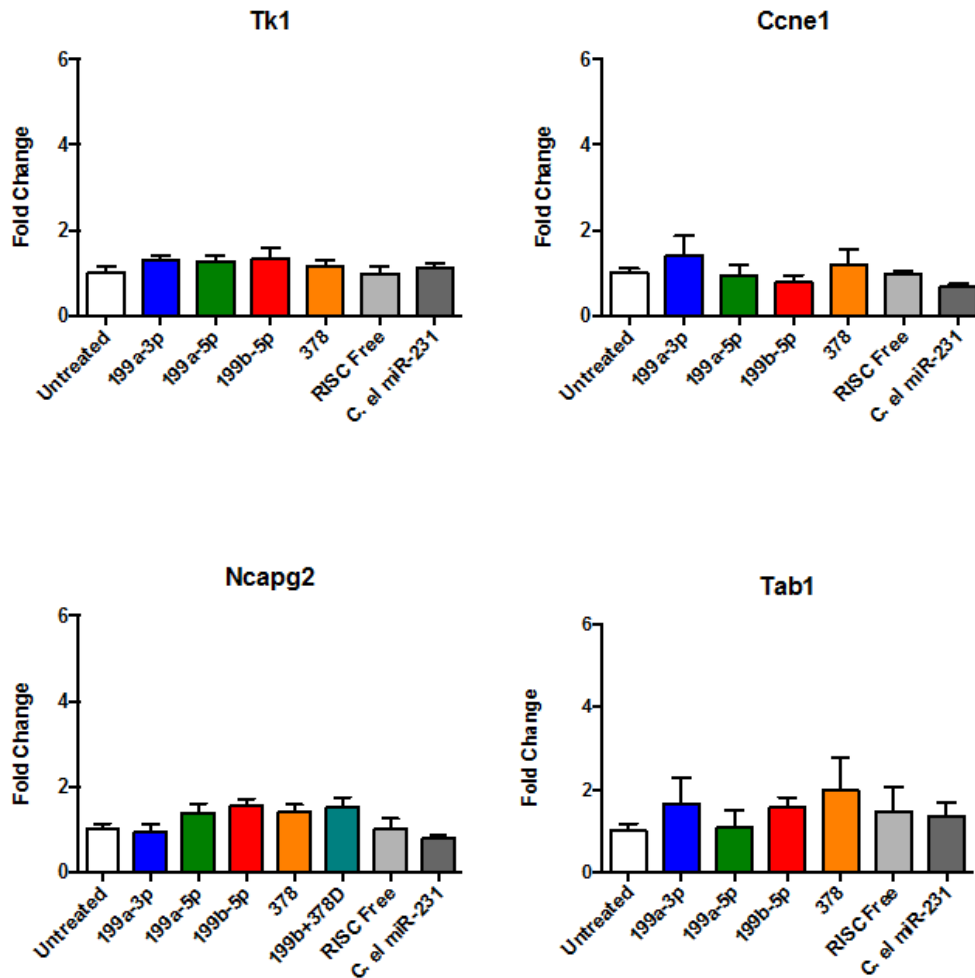 Tk1
Fold Change
6
4
2
0
Untreated
199a-3p
199a-5p
199b-5p
378
RISC Free
C. el miR-231
Ccne1
Fold Change
6
4
2
0
Untreated
199a-3p
199a-5p
199b-5p
378
RISC Free
C. el miR-231
Ncapg2
Fold Change
6
4
2
0
Untreated
199a-3p
199a-5p
199b-5p
378
199b+378D
RISC Free
C. el miR-231
Tab1
Fold Change
6
4
2
0
Untreated
199a-3p
199a-5p
199b-5p
378
RISC Free
C. el miR-231